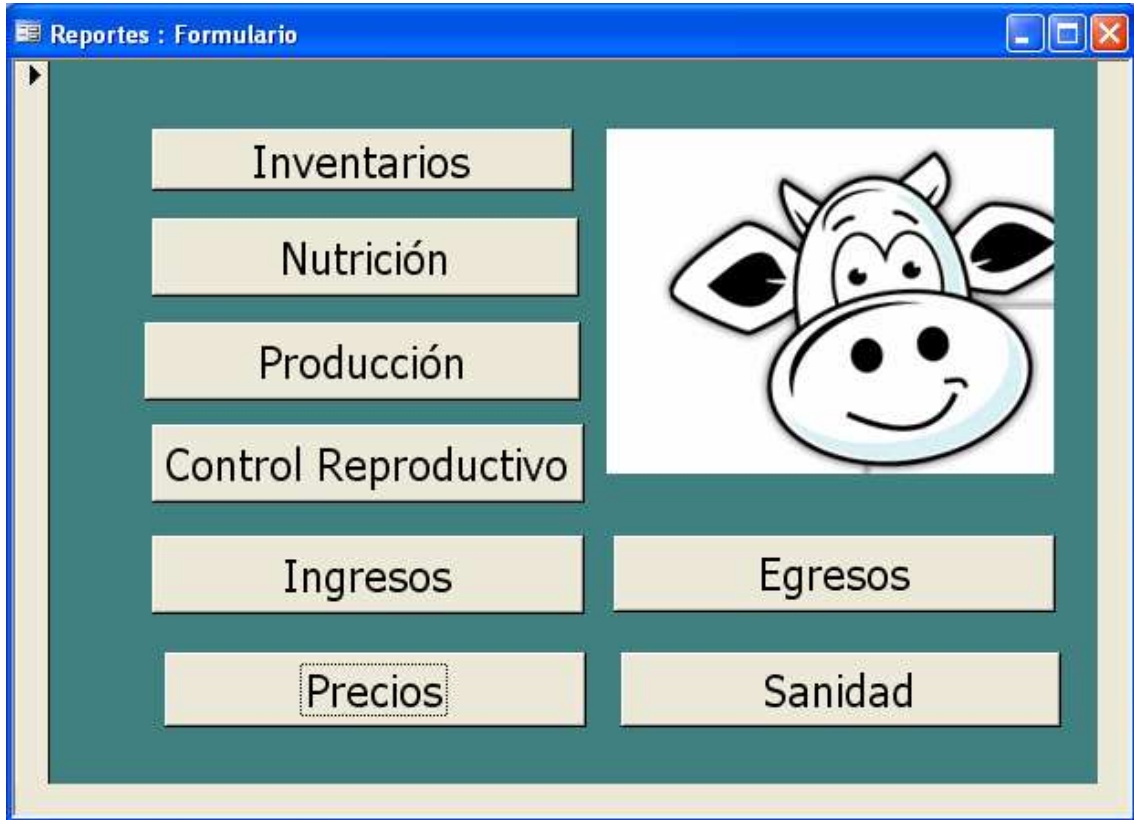 Reportes : Formulario
Inventarios
Nutrición
Producción
Control Reproductivo
Ingresos
Egresos
Precios
Sanidad